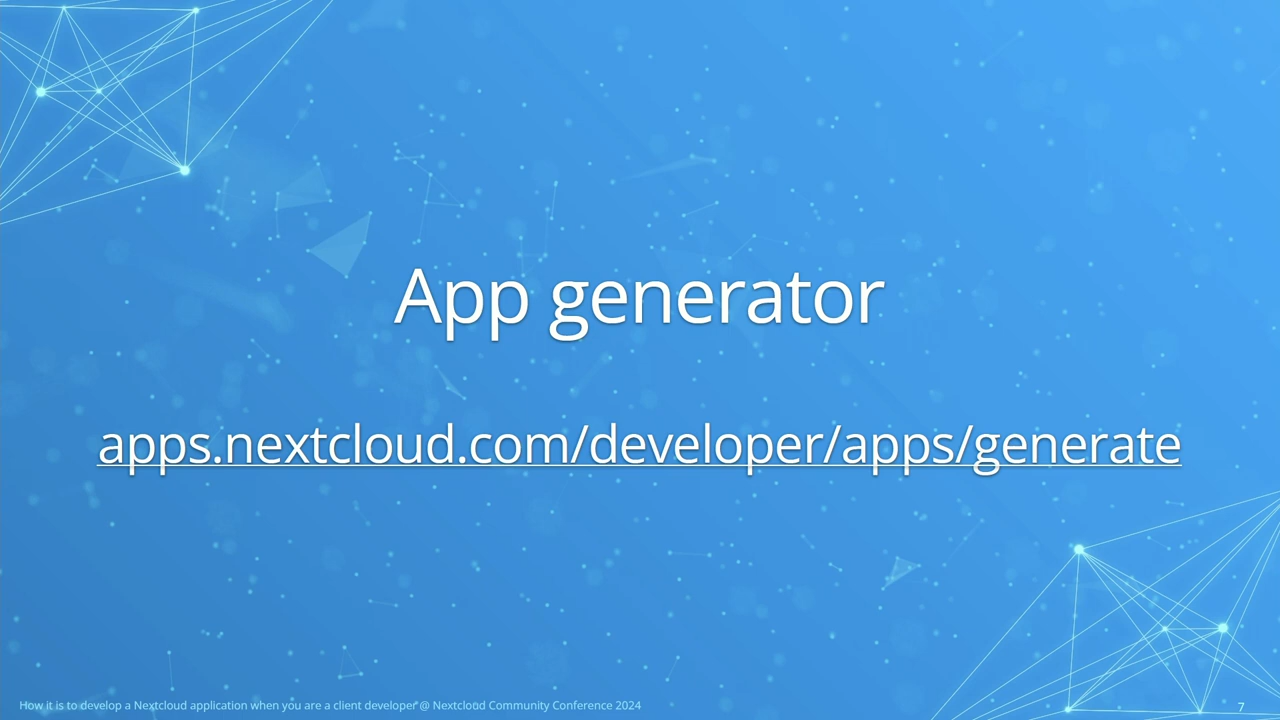 App generator
apps.nextcloud.com/developer/apps/generate
How it is to develop a Nextcloud application when you are a client developer @ Nextcloud Community Conference 2024
7